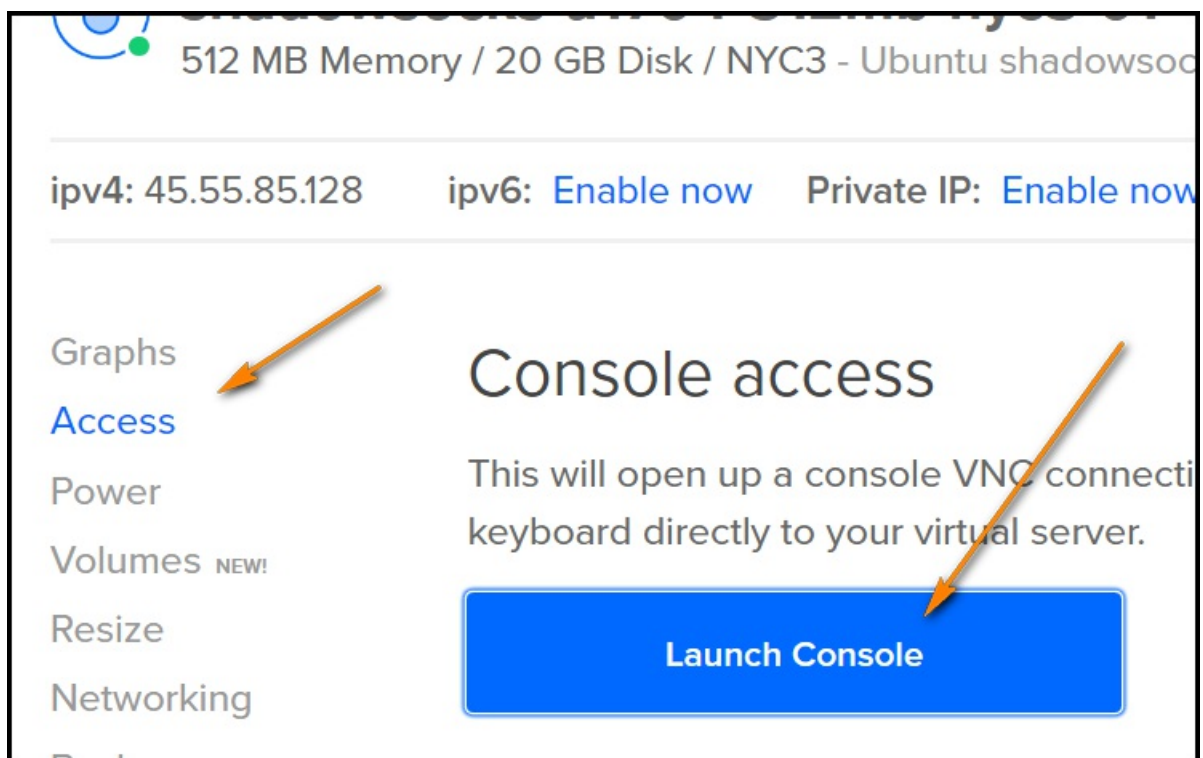 512 MB Memory / 20 GB Disk / NYC3 - Ubuntu
ipv4: 45.55.85.128 ipv6: Enable now Private IP: Enable now
Graphs
Access
Power
Volumes NEW!
Resize
Networking
Console access
This will open up a console VNC
keyboard directly to your virtual server.
Launch Console